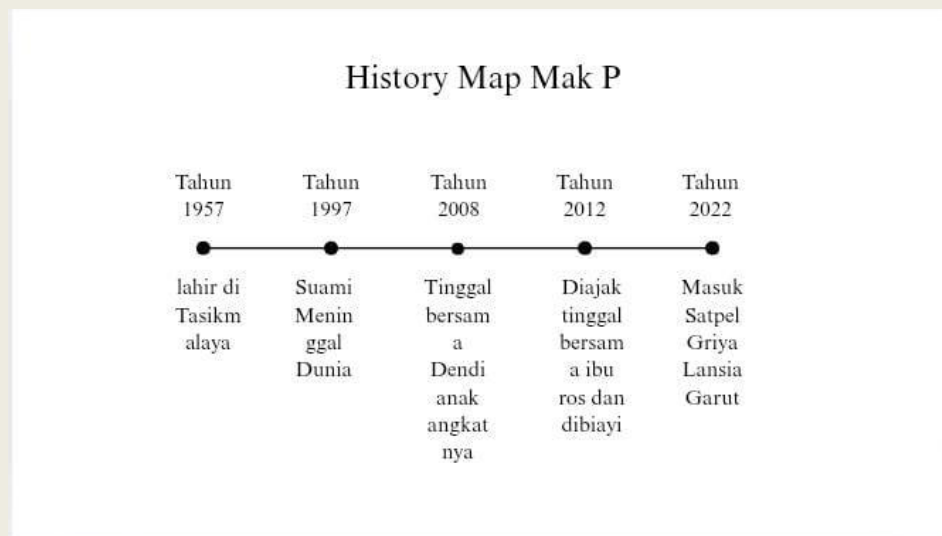 History Map Mak P
Tahun
1957
lahir di
Tasikm
alaya
Tahun
1997
Suami
Menin
ggal
Dunia
Tahun
2008
Tinggal
bersam
a
Dendi
anak
angkat
nya
Tahun
2012
Diajak
tinggal
bersam
a ibu
ros dan
dibiayi
Tahun
2022
Masuk
Satpel
Griya
Lansia
Garut